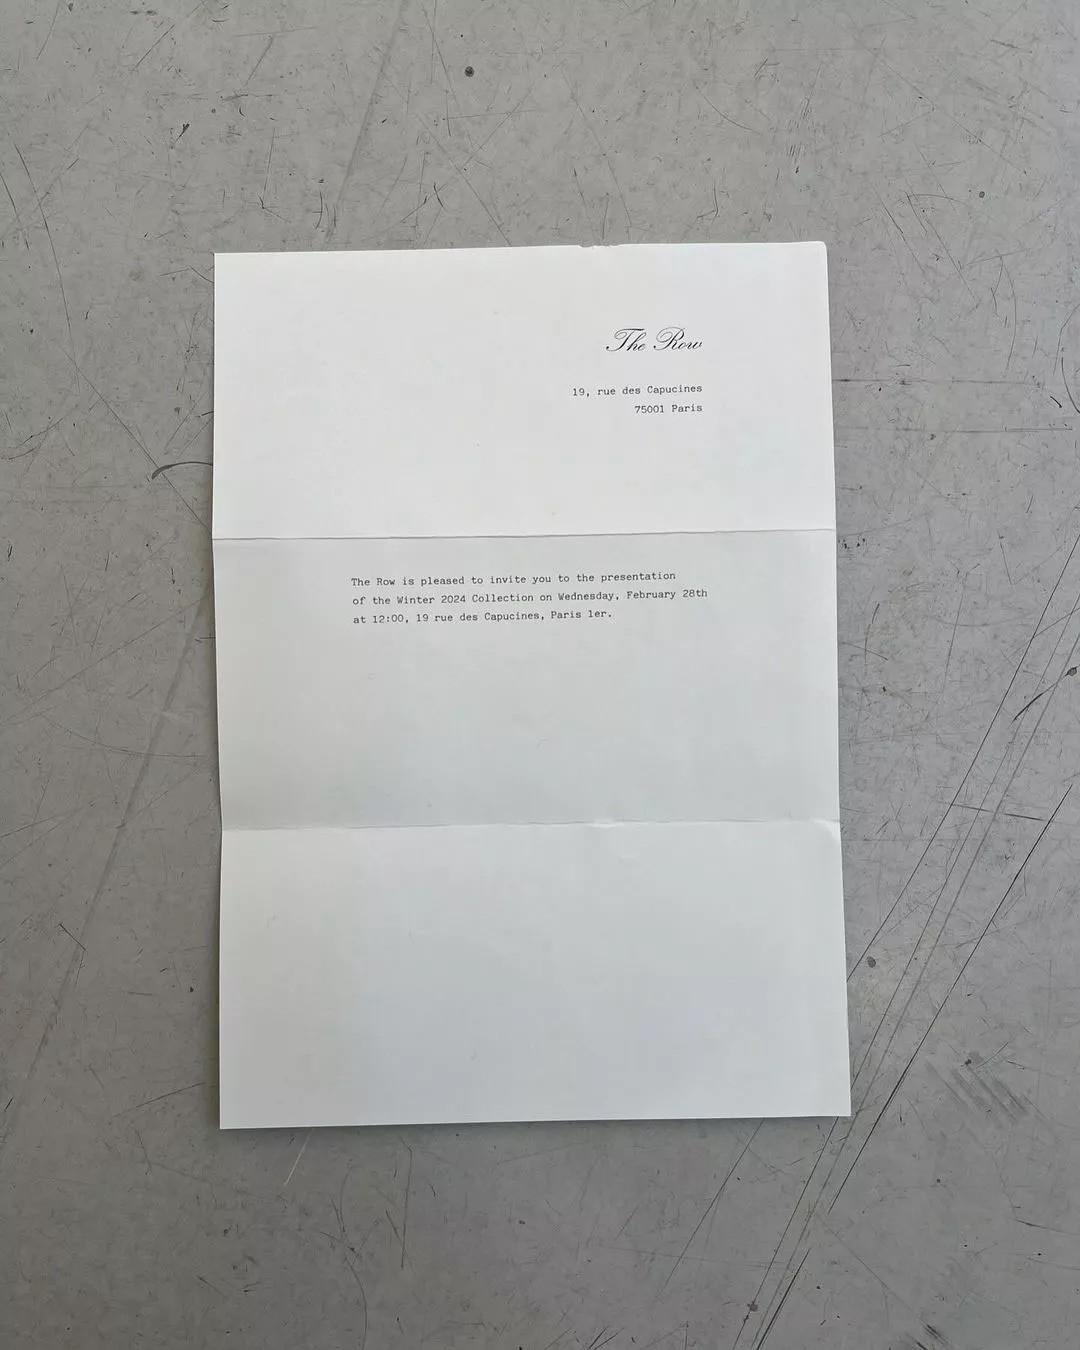 The Row
19, rue des Capucines
75001 Paris
The Row is pleased to invite you to the presentation
of the Winter 2024 Collection on Wednesday, February 28th
at 12:00, 19 rue des Capucines, Paris 1er.